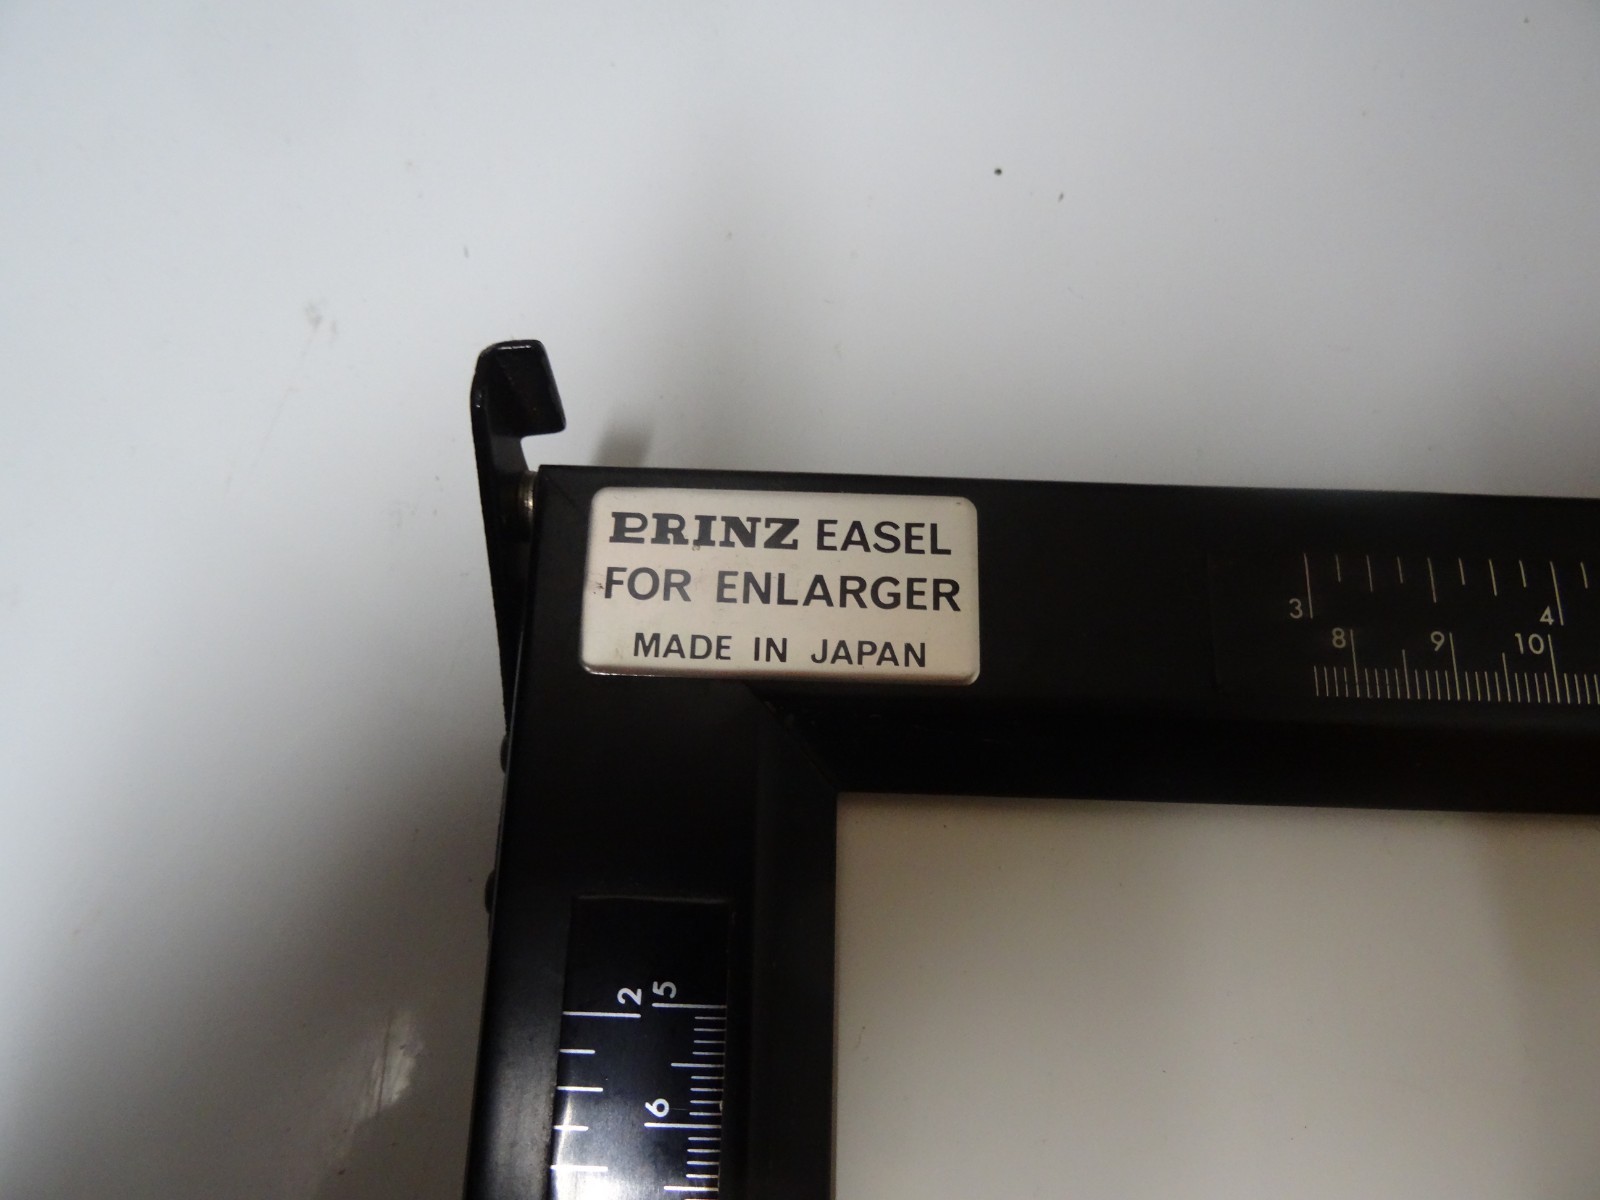 PRINZ EASEL
FOR ENLARGER
MADE IN JAPAN
3 4
8 9 10
2 5
6